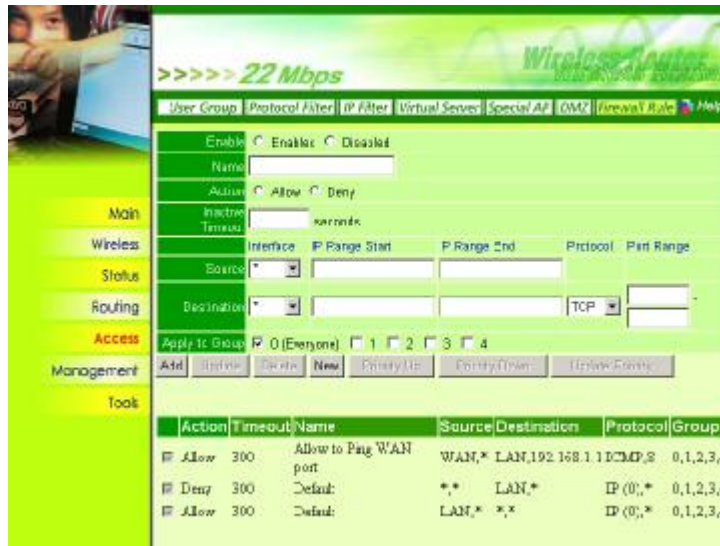 >>>>> 22 Mbps Wireless Router
User Group Protocol Filter IP Filter Virtual Server Special AP DMZ Firewall Rule Help
Enable Enabled Disabled
Name
Action Allow Deny
Inactive Timeout seconds
Interface IP Range Start IP Range End Protocol Port Range
Source *
Destination * TCP -
Apply to Group 0 (Everyone) 1 2 3 4
Add Update Delete New Priority Up Priority Down Update Priority
Main
Wireless
Status
Routing
Access
Management
Tools
Action Timeout Name Source Destination Protocol Group
Allow 300 Allow to Ping WAN port WAN,* LAN,192.168.1.1 ICMP,8 0,1,2,3,
Deny 300 Default *,* LAN,* IP (0),* 0,1,2,3,
Allow 300 Default LAN,* *,* IP (0),* 0,1,2,3,